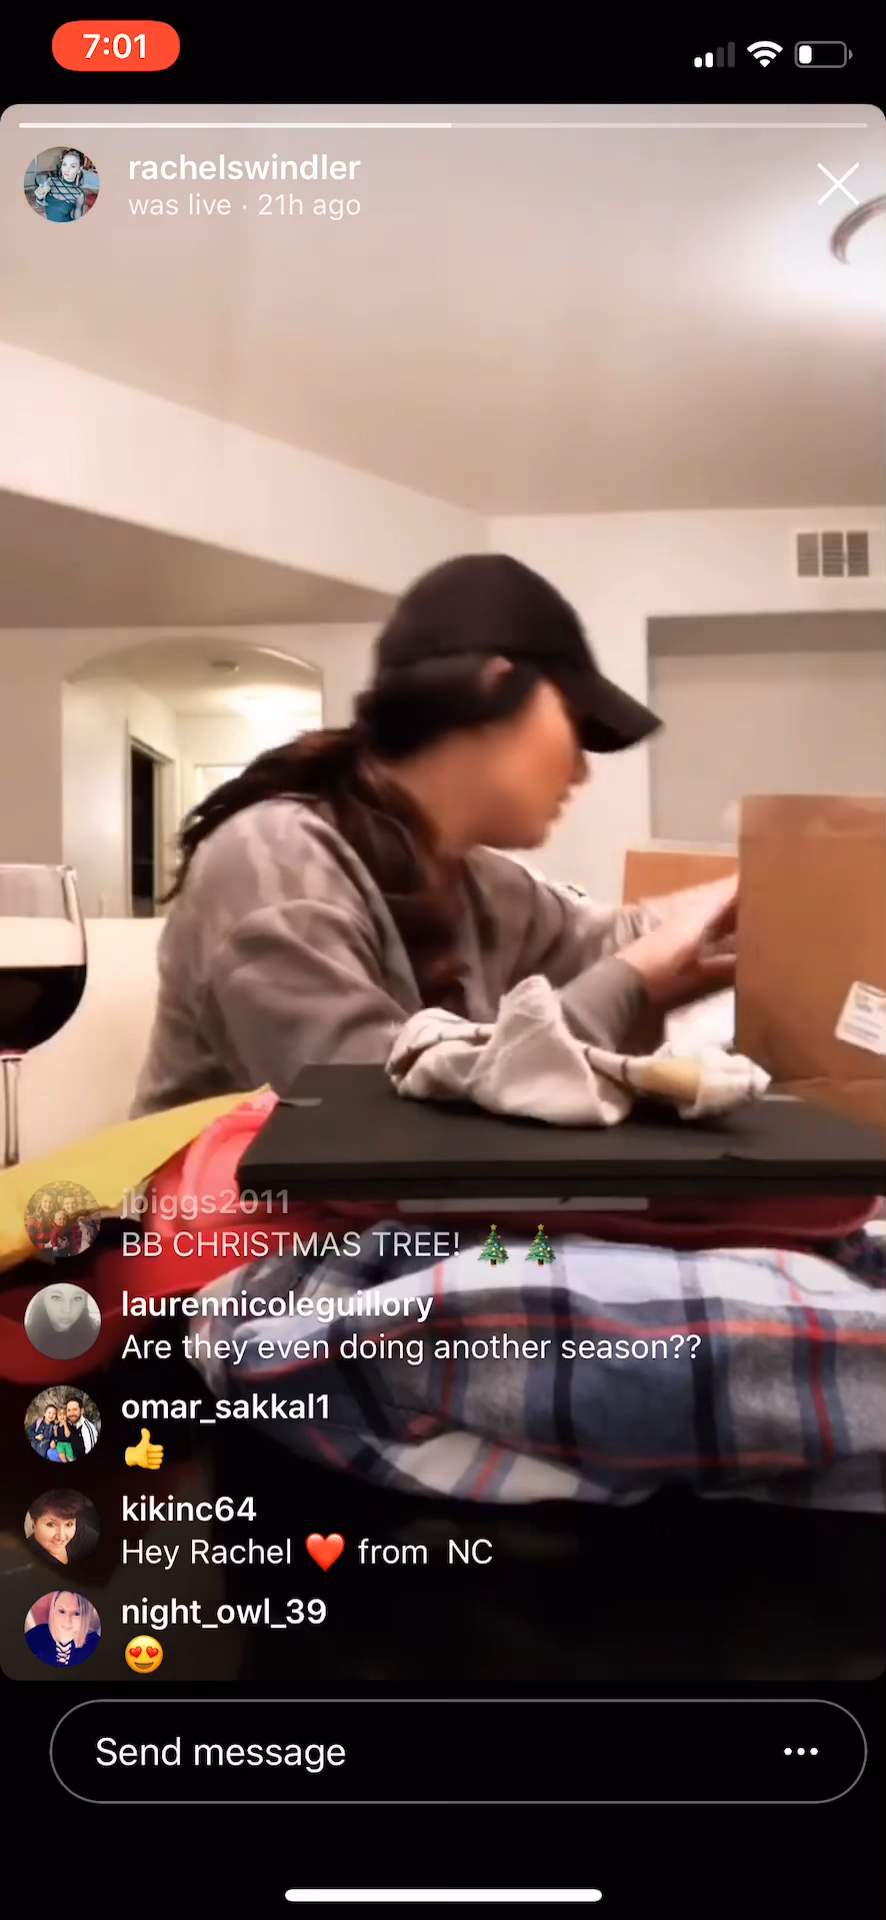 7:01
rachelswindler
was live · 21h ago
jbiggs2011
BB CHRISTMAS TREE! 🎄🎄
laurennicoleguillory
Are they even doing another season??
omar_sakkal1
👍
kikinc64
Hey Rachel ❤️ from NC
night_owl_39
😍
Send message